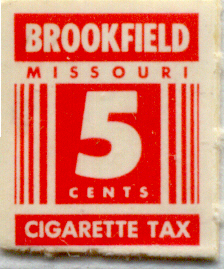 BROOKFIELD
MISSOURI
5
CENTS
CIGARETTE TAX